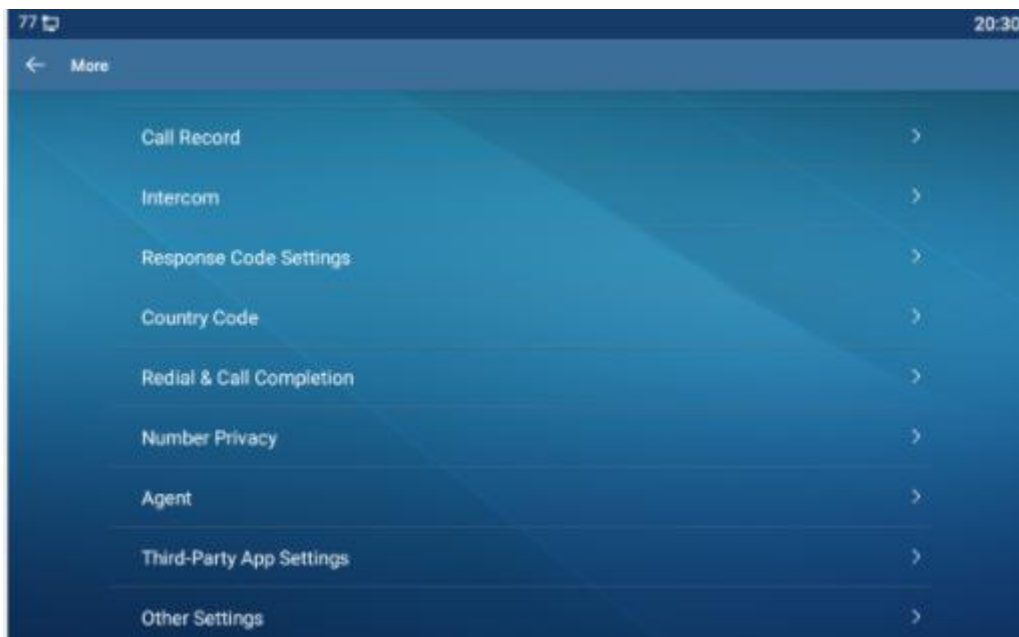 77
20:30
More
Call Record
Intercom
Response Code Settings
Country Code
Redial & Call Completion
Number Privacy
Agent
Third-Party App Settings
Other Settings